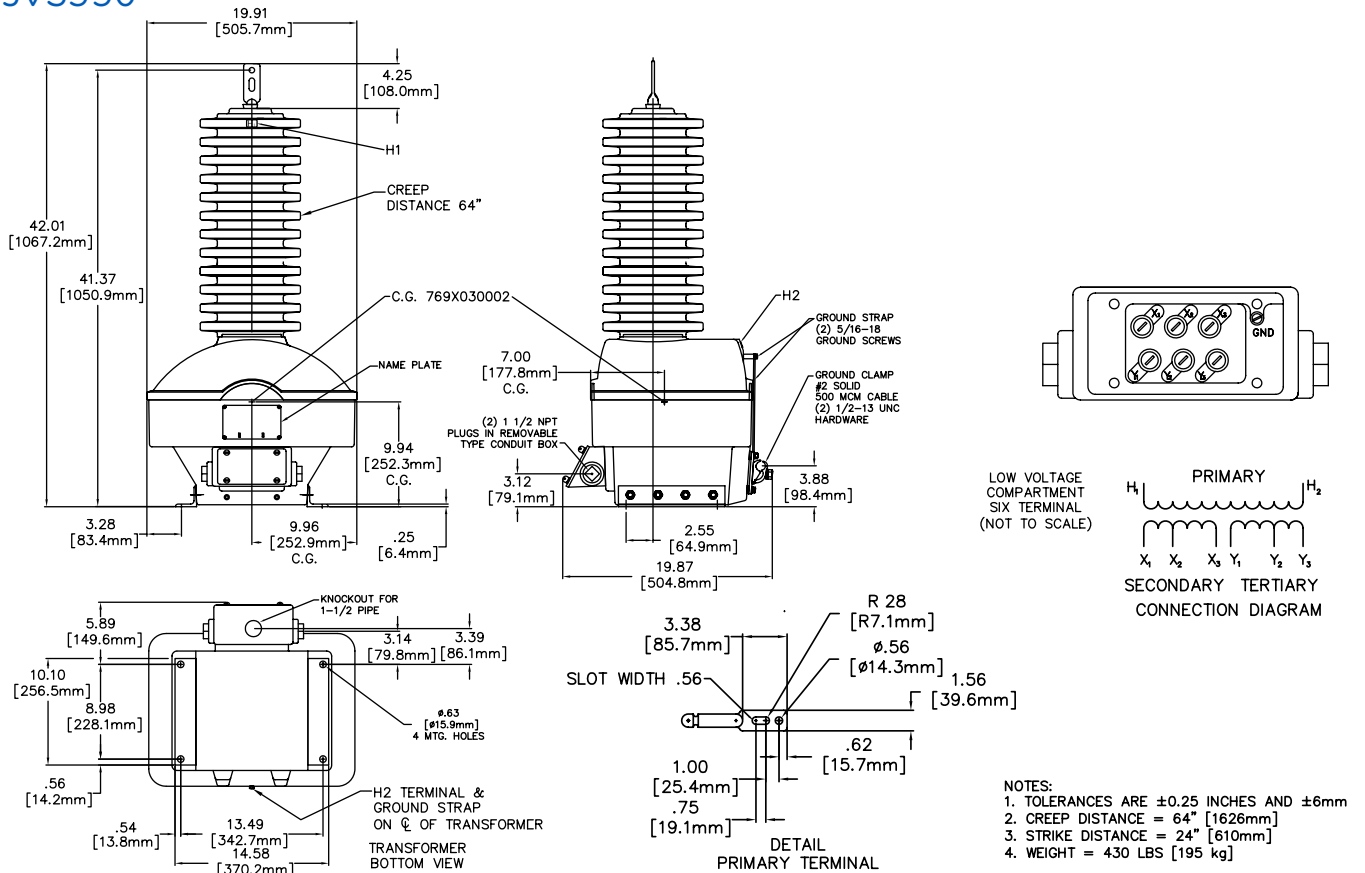 19.91
[505.7mm]
4.25
[108.0mm]
H1
CREEP
DISTANCE 64"
42.01
[1067.2mm]
41.37
[1050.9mm]
C.G. 769X030002
NAME PLATE
9.94
[252.3mm]
C.G.
3.28
[83.4mm]
9.96
[252.9mm]
C.G.
.25
[6.4mm]
H2
GROUND STRAP
(2) 5/16-18
GROUND SCREWS
7.00
[177.8mm]
C.G.
GROUND CLAMP
#2 SOLID
500 MCM CABLE
(2) 1/2-13 UNC
HARDWARE
(2) 1 1/2 NPT
PLUGS IN REMOVABLE
TYPE CONDUIT BOX
3.12
[79.1mm]
3.88
[98.4mm]
2.55
[64.9mm]
19.87
[504.8mm]
X₁ X₂ X₃
GND
Y₁ Y₂ Y₃
LOW VOLTAGE
COMPARTMENT
SIX TERMINAL
(NOT TO SCALE)
PRIMARY
H₁ H₂
X₁ X₂ X₃ Y₁ Y₂ Y₃
SECONDARY TERTIARY
CONNECTION DIAGRAM
KNOCKOUT FOR
1-1/2 PIPE
5.89
[149.6mm]
3.14
[79.8mm]
3.39
[86.1mm]
10.10
[256.5mm]
8.98
[228.1mm]
ø.63
[ø15.9mm]
4 MTG. HOLES
.56
[14.2mm]
.54
[13.8mm]
13.49
[342.7mm]
14.58
[370.2mm]
H2 TERMINAL &
GROUND STRAP
ON ℄ OF TRANSFORMER
TRANSFORMER
BOTTOM VIEW
3.38
[85.7mm]
R 28
[R7.1mm]
ø.56
[ø14.3mm]
SLOT WIDTH .56
1.56
[39.6mm]
.62
[15.7mm]
1.00
[25.4mm]
.75
[19.1mm]
DETAIL
PRIMARY TERMINAL
NOTES:
1. TOLERANCES ARE ±0.25 INCHES AND ±6mm
2. CREEP DISTANCE = 64" [1626mm]
3. STRIKE DISTANCE = 24" [610mm]
4. WEIGHT = 430 LBS [195 kg]